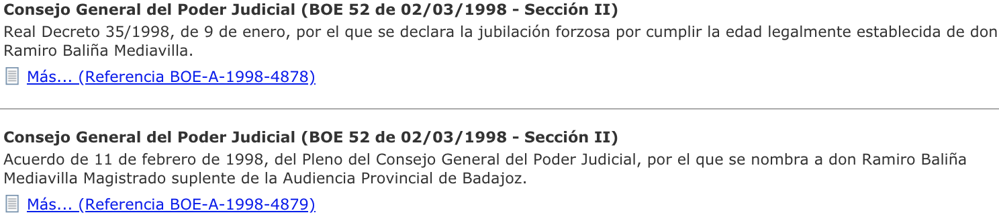 Consejo General del Poder Judicial (BOE 52 de 02/03/1998 - Sección II)
Real Decreto 35/1998, de 9 de enero, por el que se declara la jubilación forzosa por cumplir la edad legalmente establecida de don
Ramiro Baliña Mediavilla.
Más... (Referencia BOE-A-1998-4878)
Consejo General del Poder Judicial (BOE 52 de 02/03/1998 - Sección II)
Acuerdo de 11 de febrero de 1998, del Pleno del Consejo General del Poder Judicial, por el que se nombra a don Ramiro Baliña
Mediavilla Magistrado suplente de la Audiencia Provincial de Badajoz.
Más... (Referencia BOE-A-1998-4879)